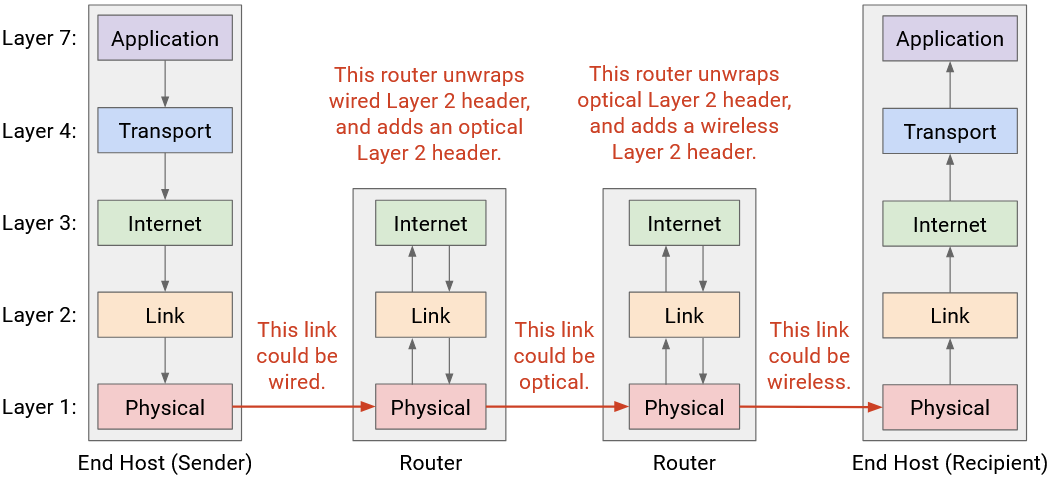 Layer 7:
Application
Application
This router unwraps
wired Layer 2 header,
and adds an optical
Layer 2 header.
This router unwraps
optical Layer 2 header,
and adds a wireless
Layer 2 header.
Layer 4:
Transport
Transport
Layer 3:
Internet
Internet
Internet
Internet
Layer 2:
Link
Link
Link
Link
This link
could be
wired.
This link
could be
optical.
This link
could be
wireless.
Layer 1:
Physical
Physical
Physical
Physical
End Host (Sender)
Router
Router
End Host (Recipient)